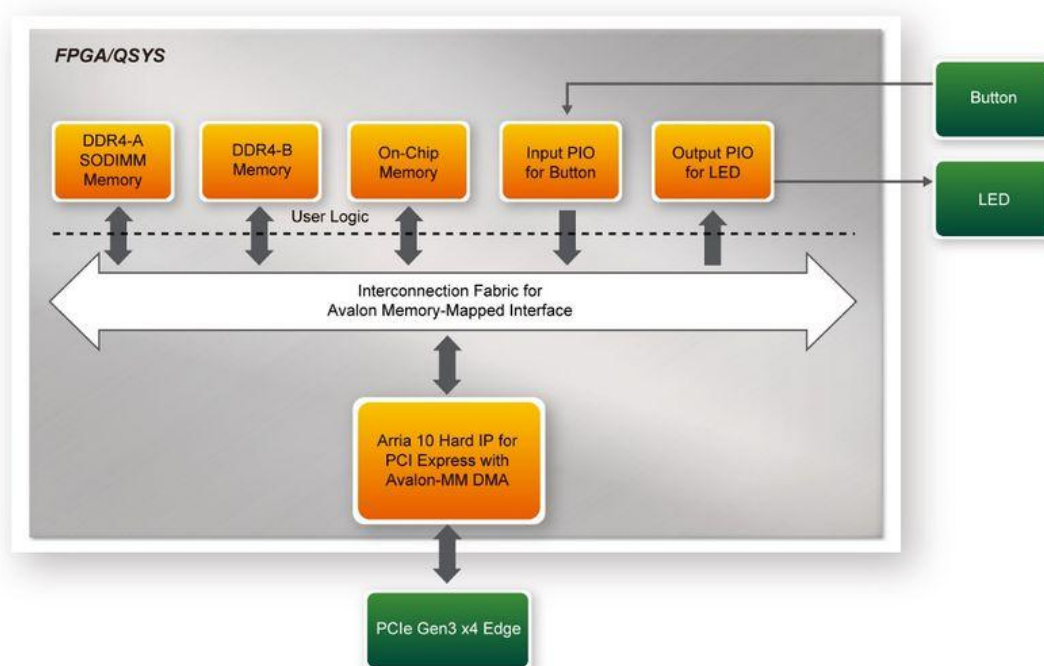 FPGA/QSYS
Button
DDR4-A
SODIMM
Memory
DDR4-B
Memory
On-Chip
Memory
Input PIO
for Button
Output PIO
for LED
LED
User Logic
Interconnection Fabric for
Avalon Memory-Mapped Interface
Arria 10 Hard IP for
PCI Express with
Avalon-MM DMA
PCIe Gen3 x4 Edge